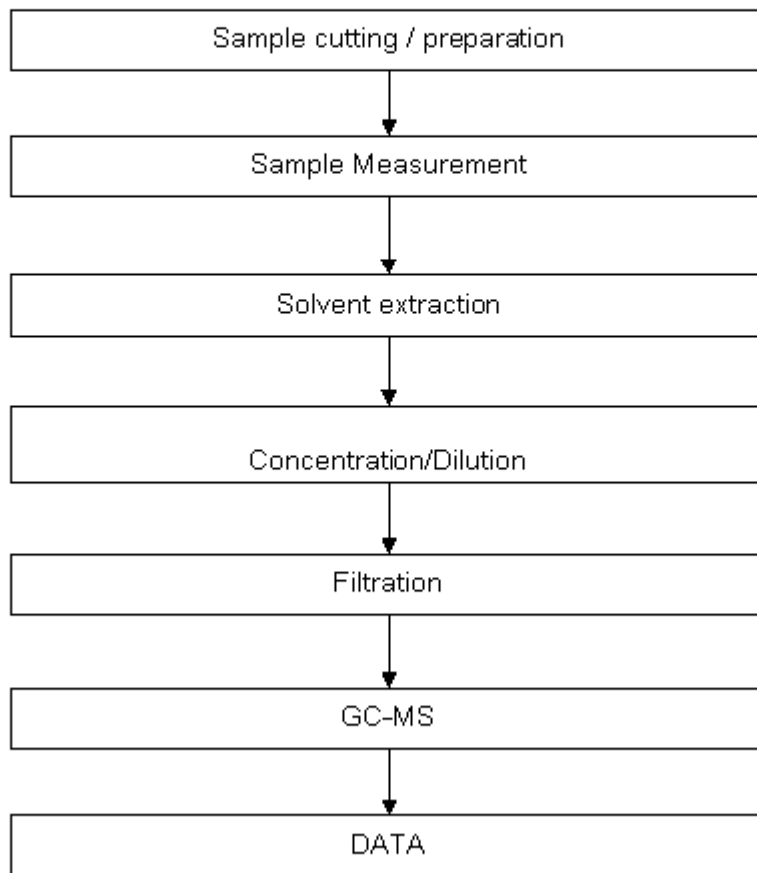 Sample cutting / preparation
Sample Measurement
Solvent extraction
Concentration/Dilution
Filtration
GC-MS
DATA